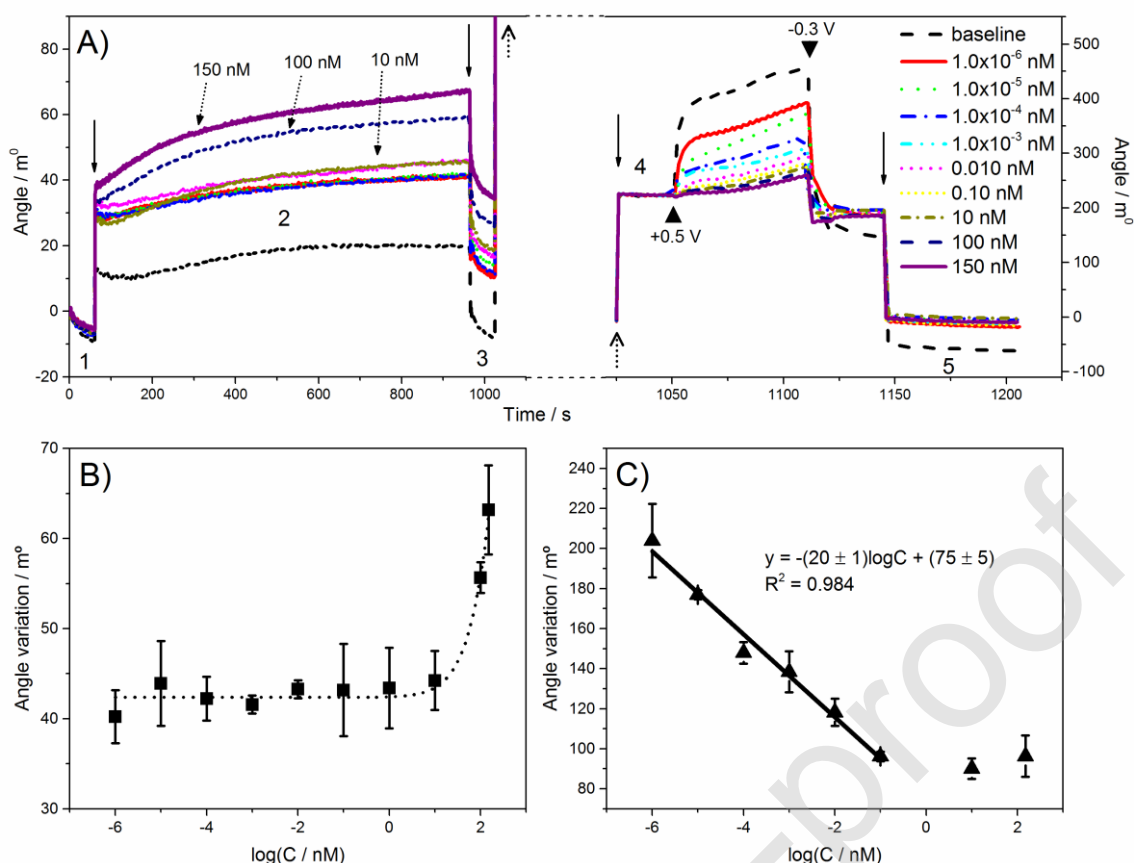 A)
80
60
40
20
0
-20
Angle / m⁰
0 200 400 600 800 1000
150 nM
100 nM
10 nM
1
2
3
4
5
+0.5 V
-0.3 V
1050 1100 1150 1200
Time / s
500
400
300
200
100
0
-100
Angle / m⁰
baseline
1.0x10⁻⁶ nM
1.0x10⁻⁵ nM
1.0x10⁻⁴ nM
1.0x10⁻³ nM
0.010 nM
0.10 nM
10 nM
100 nM
150 nM
B)
70
60
50
40
30
Angle variation / mº
-6 -4 -2 0 2
log(C / nM)
C)
240
220
200
180
160
140
120
100
80
Angle variation / mº
y = -(20 ± 1)logC + (75 ± 5)
R² = 0.984
-6 -4 -2 0 2
log(C / nM)
-proof